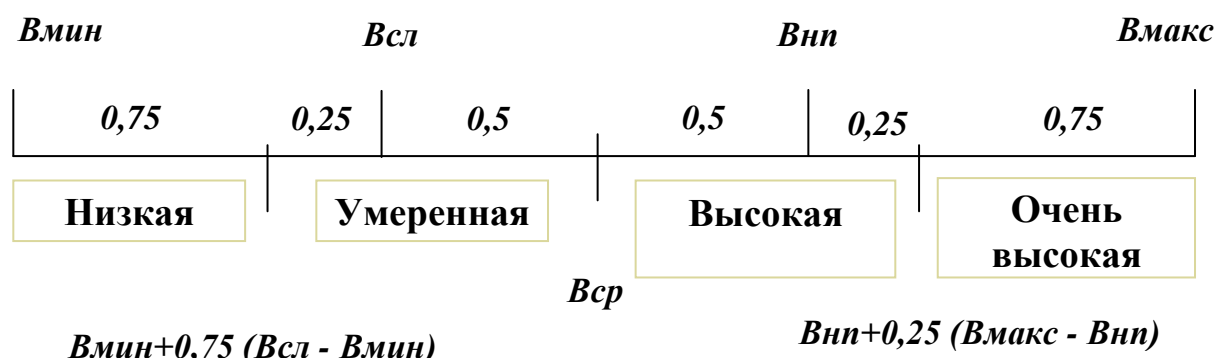 Вмин Всл Внп Вмакс
0,75 0,25 0,5 0,5 0,25 0,75
Низкая Умеренная Высокая Очень
высокая
Вср
Вмин+0,75 (Всл - Вмин) Внп+0,25 (Вмакс - Внп)